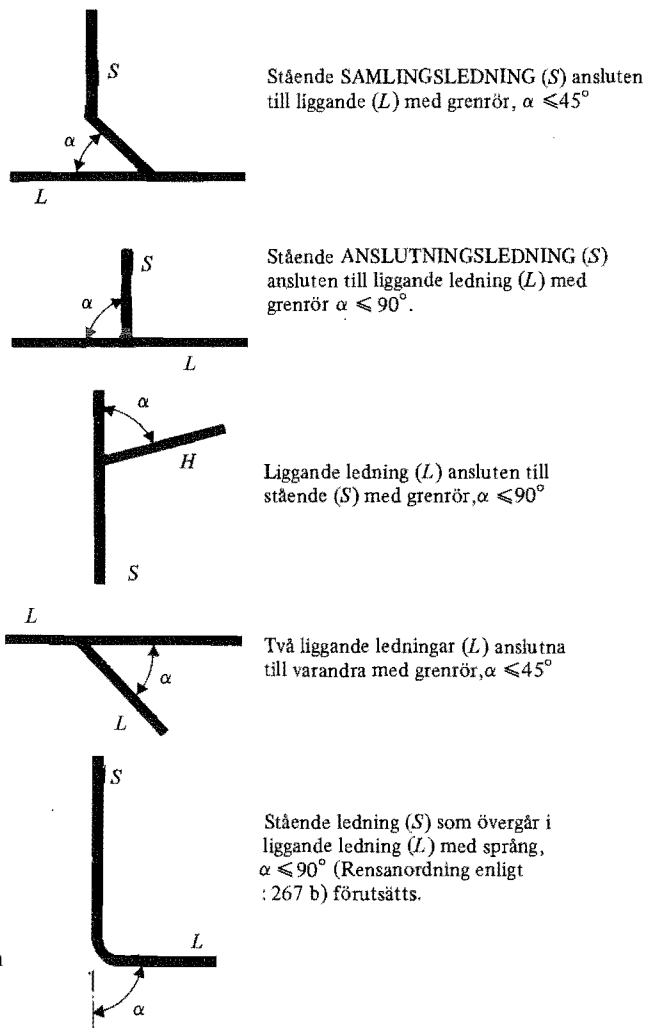 S
Stående SAMLINGSLEDNING (S) ansluten
till liggande (L) med grenrör, α ≤45°
α
L
Stående ANSLUTNINGSLEDNING (S)
ansluten till liggande ledning (L) med
grenrör α ≤ 90°.
S
α
L
α
H
Liggande ledning (L) ansluten till
stående (S) med grenrör,α ≤90°
S
L
Två liggande ledningar (L) anslutna
till varandra med grenrör,α ≤45°
α
L
S
Stående ledning (S) som övergår i
liggande ledning (L) med språng,
α ≤90° (Rensanordning enligt
: 267 b) förutsätts.
L
α